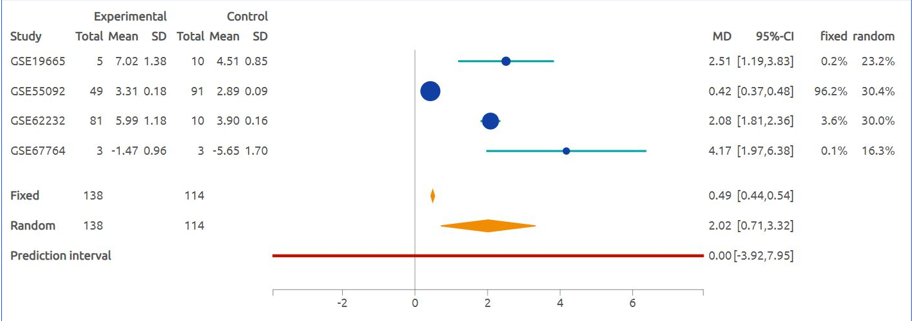 Experimental Control
Study Total Mean SD Total Mean SD MD 95%-CI fixed random
GSE19665 5 7.02 1.38 10 4.51 0.85 2.51 [1.19,3.83] 0.2% 23.2%
GSE55092 49 3.31 0.18 91 2.89 0.09 0.42 [0.37,0.48] 96.2% 30.4%
GSE62232 81 5.99 1.18 10 3.90 0.16 2.08 [1.81,2.36] 3.6% 30.0%
GSE67764 3 -1.47 0.96 3 -5.65 1.70 4.17 [1.97,6.38] 0.1% 16.3%
Fixed 138 114 0.49 [0.44,0.54]
Random 138 114 2.02 [0.71,3.32]
Prediction interval 0.00 [-3.92,7.95]
-2 0 2 4 6